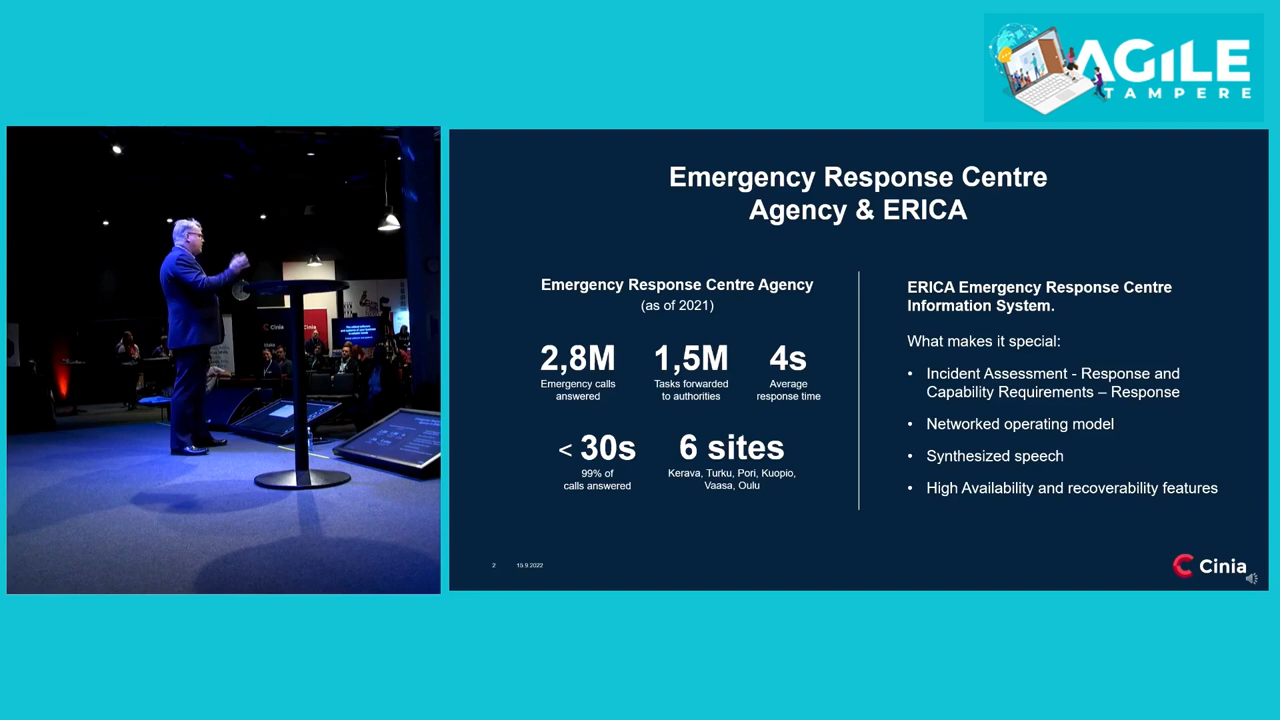 AGiLE
TAMPERE
Emergency Response Centre
Agency & ERICA
Emergency Response Centre Agency
(as of 2021)
2,8M
Emergency calls
answered
1,5M
Tasks forwarded
to authorities
4s
Average
response time
< 30s
99% of
calls answered
6 sites
Kerava, Turku, Pori, Kuopio,
Vaasa, Oulu
ERICA Emergency Response Centre
Information System.
What makes it special:
• Incident Assessment - Response and
Capability Requirements – Response
• Networked operating model
• Synthesized speech
• High Availability and recoverability features
2 15.9.2022
Cinia
Cinia
Cinia